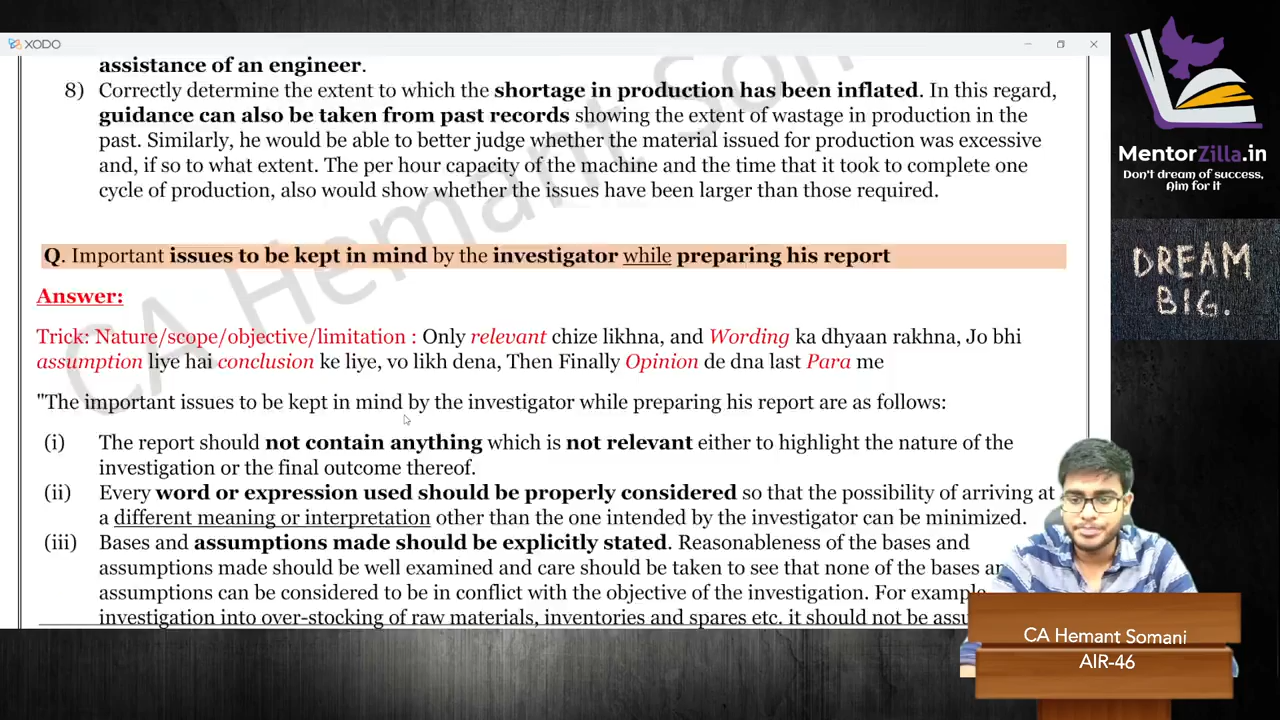 XODO
assistance of an engineer.
8) Correctly determine the extent to which the shortage in production has been inflated. In this regard,
guidance can also be taken from past records showing the extent of wastage in production in the
past. Similarly, he would be able to better judge whether the material issued for production was excessive
and, if so to what extent. The per hour capacity of the machine and the time that it took to complete one
cycle of production, also would show whether the issues have been larger than those required.
Q. Important issues to be kept in mind by the investigator while preparing his report
Answer:
Trick: Nature/scope/objective/limitation : Only relevant chize likhna, and Wording ka dhyaan rakhna, Jo bhi
assumption liye hai conclusion ke liye, vo likh dena, Then Finally Opinion de dna last Para me
"The important issues to be kept in mind by the investigator while preparing his report are as follows:
(i) The report should not contain anything which is not relevant either to highlight the nature of the
investigation or the final outcome thereof.
(ii) Every word or expression used should be properly considered so that the possibility of arriving at
a different meaning or interpretation other than the one intended by the investigator can be minimized.
(iii) Bases and assumptions made should be explicitly stated. Reasonableness of the bases and
assumptions made should be well examined and care should be taken to see that none of the bases
assumptions can be considered to be in conflict with the objective of the investigation. For example
investigation into over-stocking of raw materials, inventories and spares etc. it should not be
CA Hemant Som
MentorZilla.in
Don't dream of success,
Aim for it
DREAM
BIG.
CA Hemant Somani
AIR-46